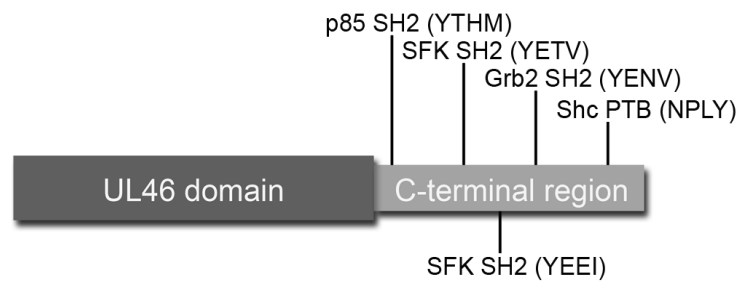 p85 SH2 (YTHM)
SFK SH2 (YETV)
Grb2 SH2 (YENV)
Shc PTB (NPLY)
UL46 domain
C-terminal region
SFK SH2 (YEEI)